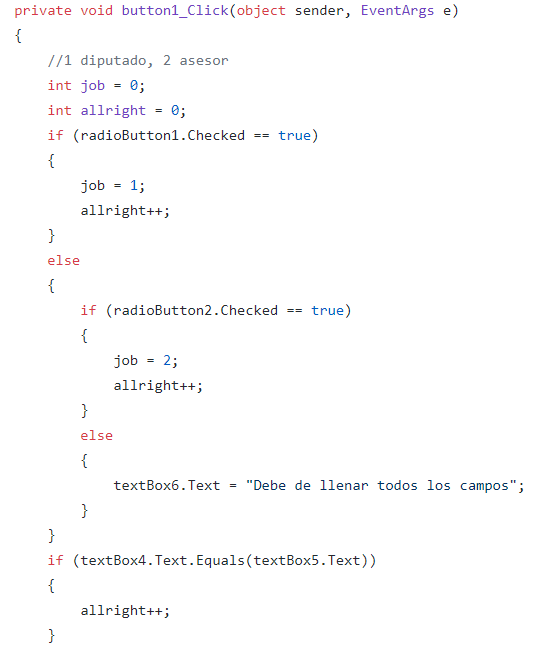 private void button1_Click(object sender, EventArgs e)
{
    //1 diputado, 2 asesor
    int job = 0;
    int allright = 0;
    if (radioButton1.Checked == true)
    {
        job = 1;
        allright++;
    }
    else
    {
        if (radioButton2.Checked == true)
        {
            job = 2;
            allright++;
        }
        else
        {
            textBox6.Text = "Debe de llenar todos los campos";
        }
    }
    if (textBox4.Text.Equals(textBox5.Text))
    {
        allright++;
    }